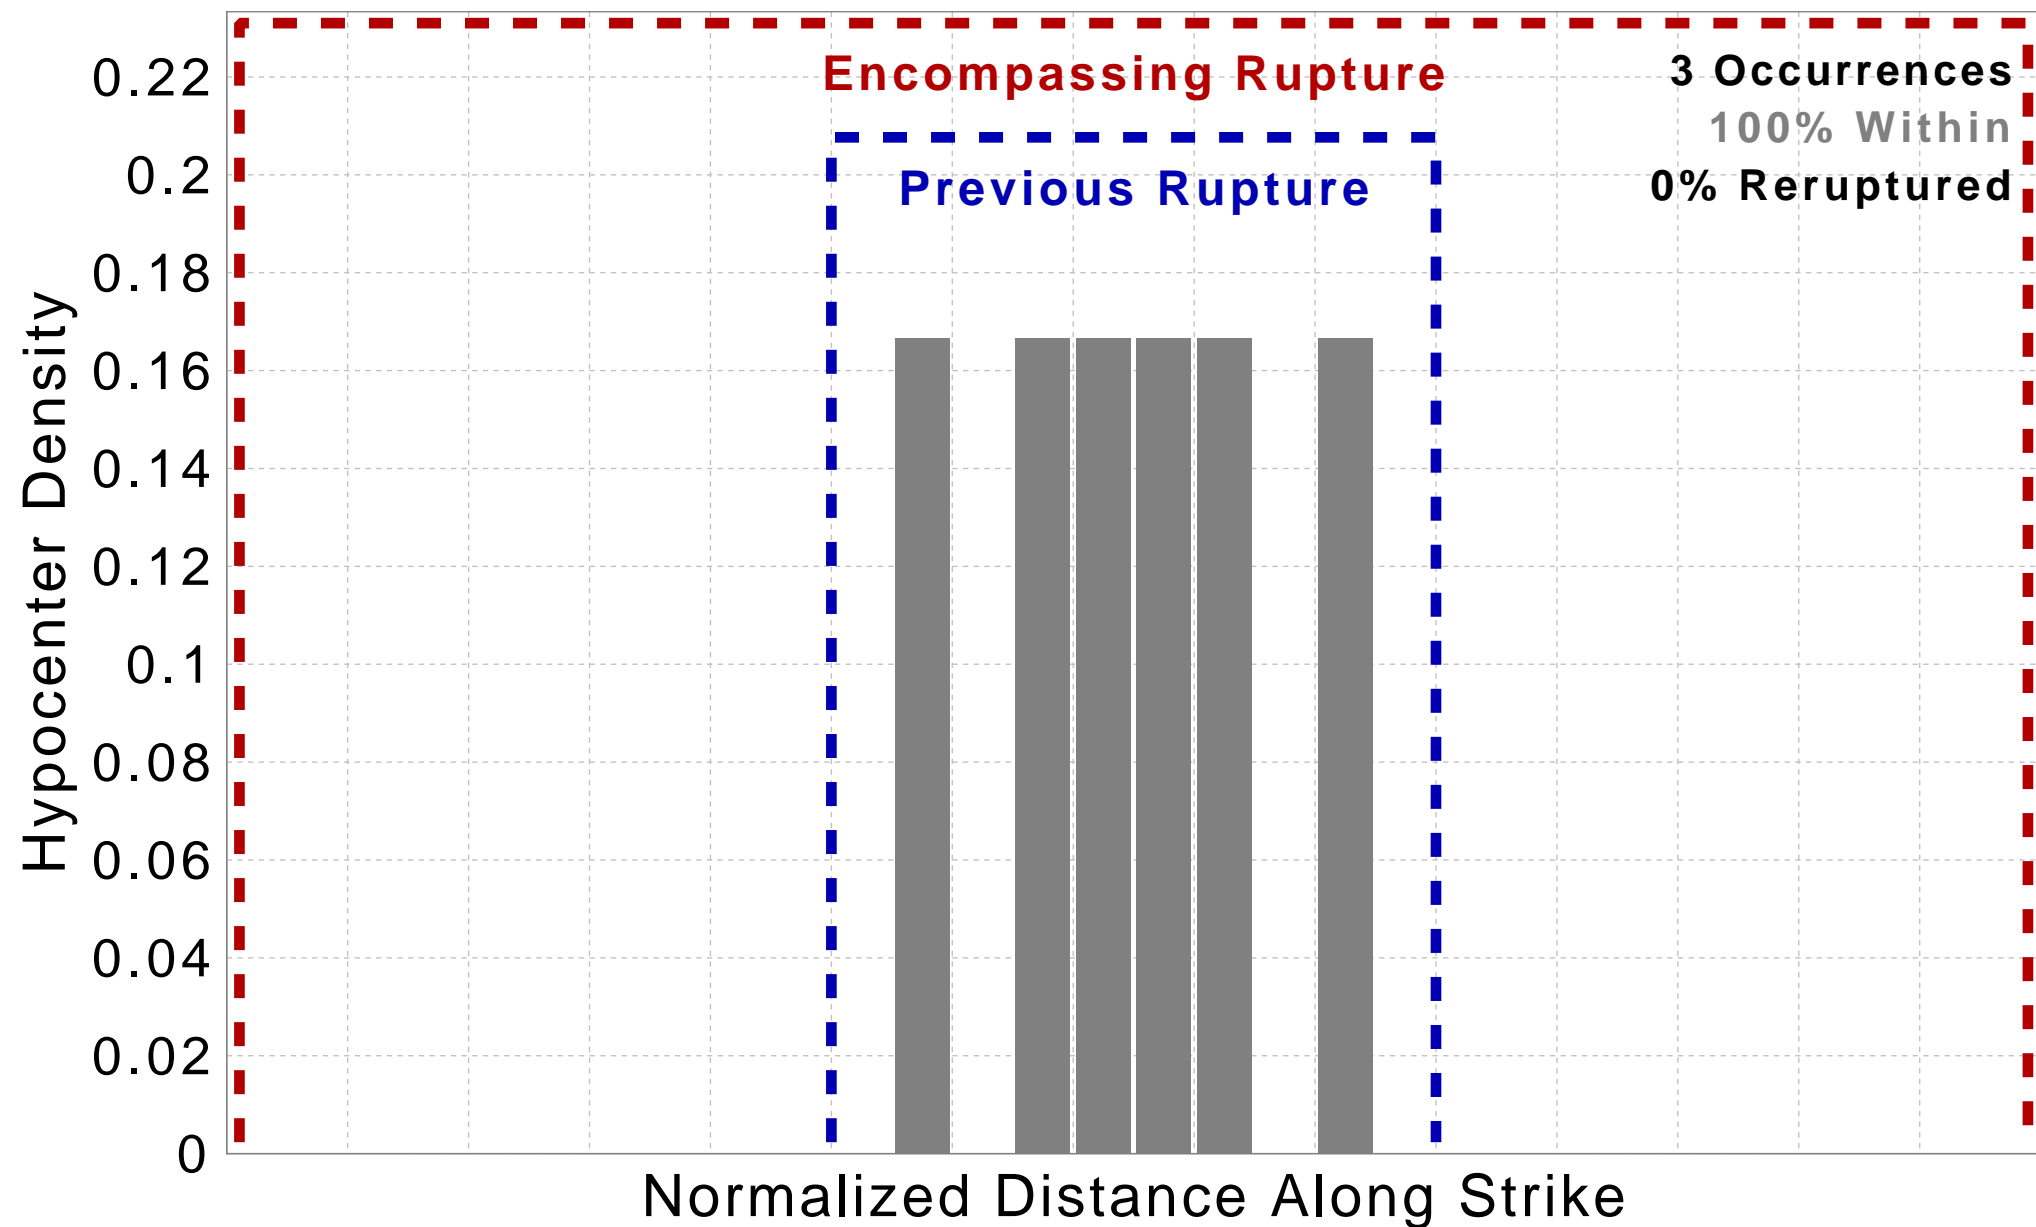 Encompassing Rupture
3 Occurrences
100% Within
0% Reruptured
Previous Rupture
0.22
0.2
0.18
0.16
0.14
0.12
0.1
0.08
0.06
0.04
0.02
0
Hypocenter Density
Normalized Distance Along Strike